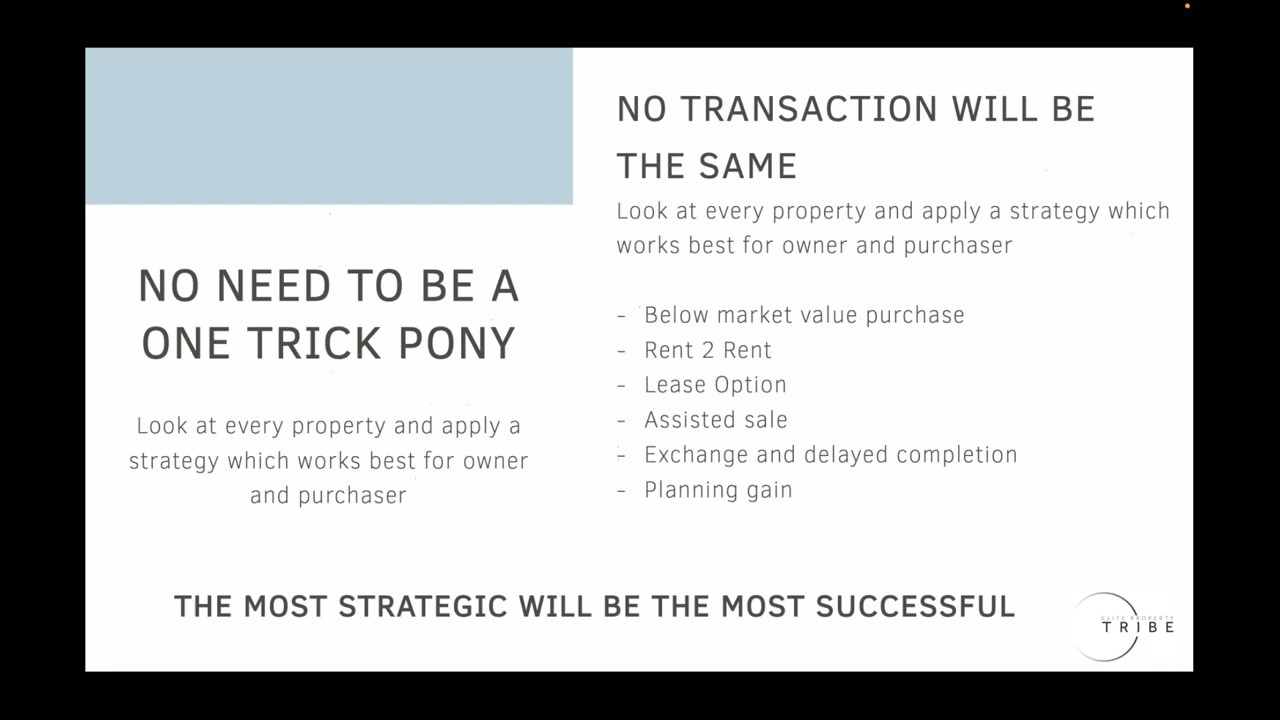 NO NEED TO BE A
ONE TRICK PONY
Look at every property and apply a
strategy which works best for owner
and purchaser
NO TRANSACTION WILL BE
THE SAME
Look at every property and apply a strategy which
works best for owner and purchaser
- Below market value purchase
- Rent 2 Rent
- Lease Option
- Assisted sale
- Exchange and delayed completion
- Planning gain
THE MOST STRATEGIC WILL BE THE MOST SUCCESSFUL
ELITE PROPERTY
TRIBE